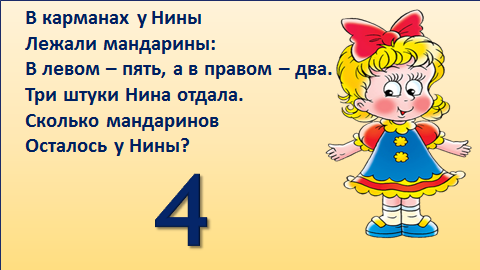 В карманах у Нины
Лежали мандарины:
В левом – пять, а в правом – два.
Три штуки Нина отдала.
Сколько мандаринов
Осталось у Нины?
4